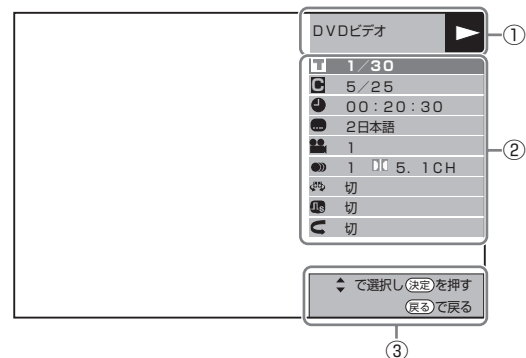 DVDビデオ
①
T 1／30
C 5／25
00：20：30
2日本語
②
1
1 DD 5．1CH
切
切
切
で選択し 決定 を押す
戻る で戻る
③